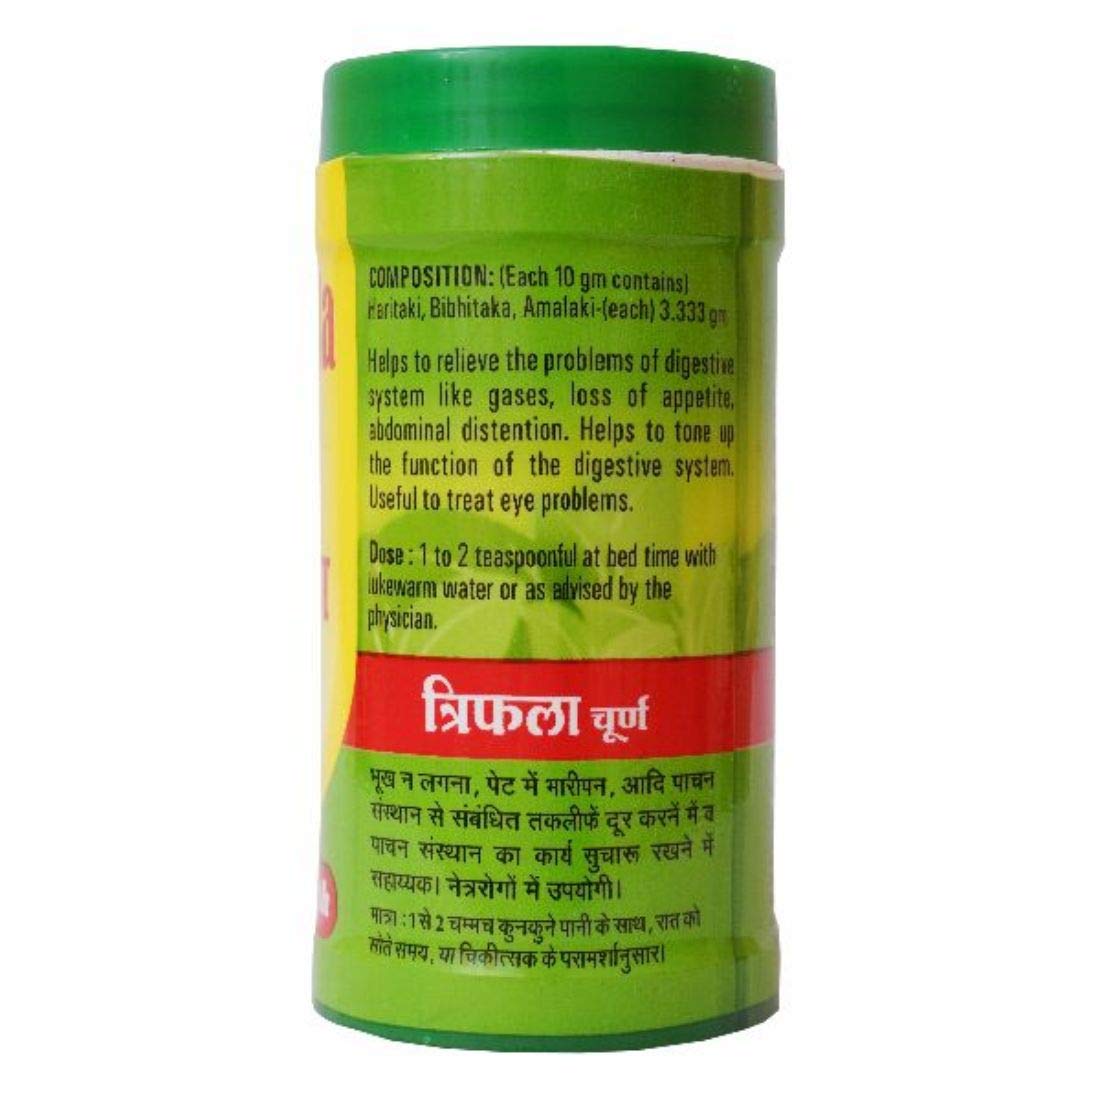 COMPOSITION: (Each 10 gm contains)
Haritaki, Bibhitaka, Amalaki-(each) 3.333 gm
Helps to relieve the problems of digestive
system like gases, loss of appetite,
abdominal distention. Helps to tone up
the function of the digestive system.
Useful to treat eye problems.
Dose : 1 to 2 teaspoonful at bed time with
lukewarm water or as advised by the
physician.
त्रिफला चूर्ण
भूख न लगना, पेट में भारीपन, आदि पाचन
संस्थान से संबंधित तकलीफें दूर करनें में व
पाचन संस्थान का कार्य सुचारू रखने में
सहाय्यक। नेत्ररोगों में उपयोगी।
मात्रा : 1 से 2 चम्मच कुनकुने पानी के साथ, रात को
सोते समय, या चिकीत्सक के परामर्शानुसार।